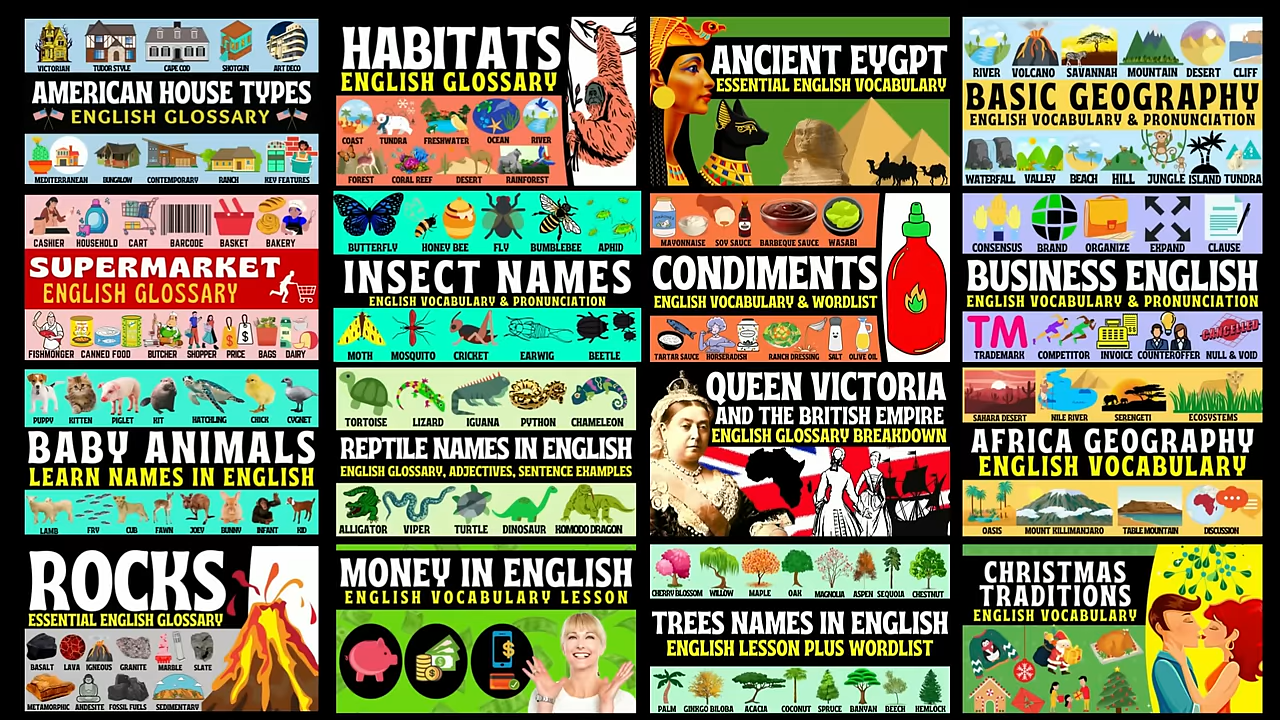 VICTORIAN TUDOR STYLE CAPE COD SHOTGUN ART DECO
AMERICAN HOUSE TYPES
ENGLISH GLOSSARY
MEDITERRANEAN BUNGALOW CONTEMPORARY RANCH KEY FEATURES
HABITATS
ENGLISH GLOSSARY
COAST TUNDRA FRESHWATER OCEAN RIVER
FOREST CORAL REEF DESERT RAINFOREST
ANCIENT EYGPT
ESSENTIAL ENGLISH VOCABULARY
RIVER VOLCANO SAVANNAH MOUNTAIN DESERT CLIFF
BASIC GEOGRAPHY
ENGLISH VOCABULARY & PRONUNCIATION
WATERFALL VALLEY BEACH HILL JUNGLE ISLAND TUNDRA
CASHIER HOUSEHOLD CART BARCODE BASKET BAKERY
SUPERMARKET
ENGLISH GLOSSARY
FISHMONGER CANNED FOOD BUTCHER SHOPPER PRICE BAGS DAIRY
BUTTERFLY HONEY BEE FLY BUMBLEBEE APHID
INSECT NAMES
ENGLISH VOCABULARY & PRONUNCIATION
MOTH MOSQUITO CRICKET EARWIG BEETLE
MAYONNAISE SOY SAUCE BARBEQUE SAUCE WASABI
CONDIMENTS
ENGLISH VOCABULARY & WORDLIST
TARTAR SAUCE HORSERADISH RANCH DRESSING SALT OLIVE OIL
CONSENSUS BRAND ORGANIZE EXPAND CLAUSE
BUSINESS ENGLISH
ENGLISH VOCABULARY & PRONUNCIATION
TM
CANCELLED
TRADEMARK COMPETITOR INVOICE COUNTEROFFER NULL & VOID
PUPPY KITTEN PIGLET KIT HATCHLING CHICK CYGNET
BABY ANIMALS
LEARN NAMES IN ENGLISH
LAMB FRY CUB FAWN JOEY BUNNY INFANT KID
TORTOISE LIZARD IGUANA PYTHON CHAMELEON
REPTILE NAMES IN ENGLISH
ENGLISH GLOSSARY, ADJECTIVES, SENTENCE EXAMPLES
ALLIGATOR VIPER TURTLE DINOSAUR KOMODO DRAGON
QUEEN VICTORIA
AND THE BRITISH EMPIRE
ENGLISH GLOSSARY BREAKDOWN
SAHARA DESERT NILE RIVER SERENGETI ECOSYSTEMS
AFRICA GEOGRAPHY
ENGLISH VOCABULARY
OASIS MOUNT KILLIMANJARO TABLE MOUNTAIN DISCUSSION
ROCKS
ESSENTIAL ENGLISH GLOSSARY
BASALT LAVA IGNEOUS GRANITE MARBLE SLATE
METAMORPHIC ANDESITE FOSSIL FUELS SEDIMENTARY
MONEY IN ENGLISH
ENGLISH VOCABULARY LESSON
CHERRY BLOSSOM WILLOW MAPLE OAK MAGNOLIA ASPEN SEQUOIA CHESTNUT
TREES NAMES IN ENGLISH
ENGLISH LESSON PLUS WORDLIST
PALM GINKGO BILOBA ACACIA COCONUT SPRUCE BANYAN BEECH HEMLOCK
CHRISTMAS
TRADITIONS
ENGLISH VOCABULARY